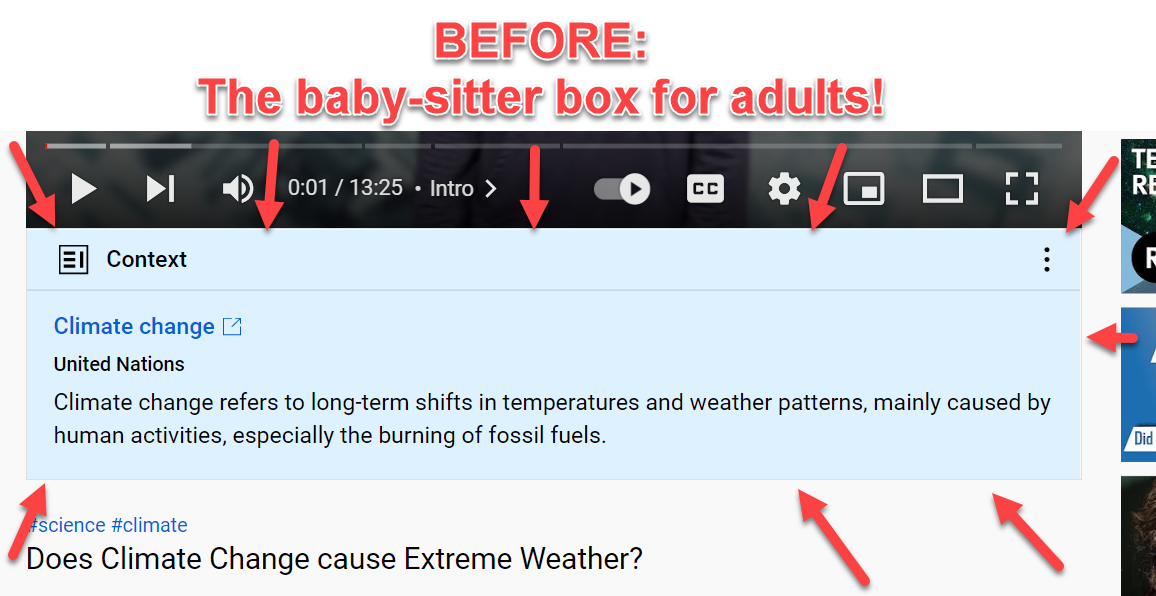 BEFORE:
The baby-sitter box for adults!
0:01 / 13:25 • Intro
CC
Context
Climate change
United Nations
Climate change refers to long-term shifts in temperatures and weather patterns, mainly caused by
human activities, especially the burning of fossil fuels.
#science #climate
Does Climate Change cause Extreme Weather?
TE
RE
R
Did